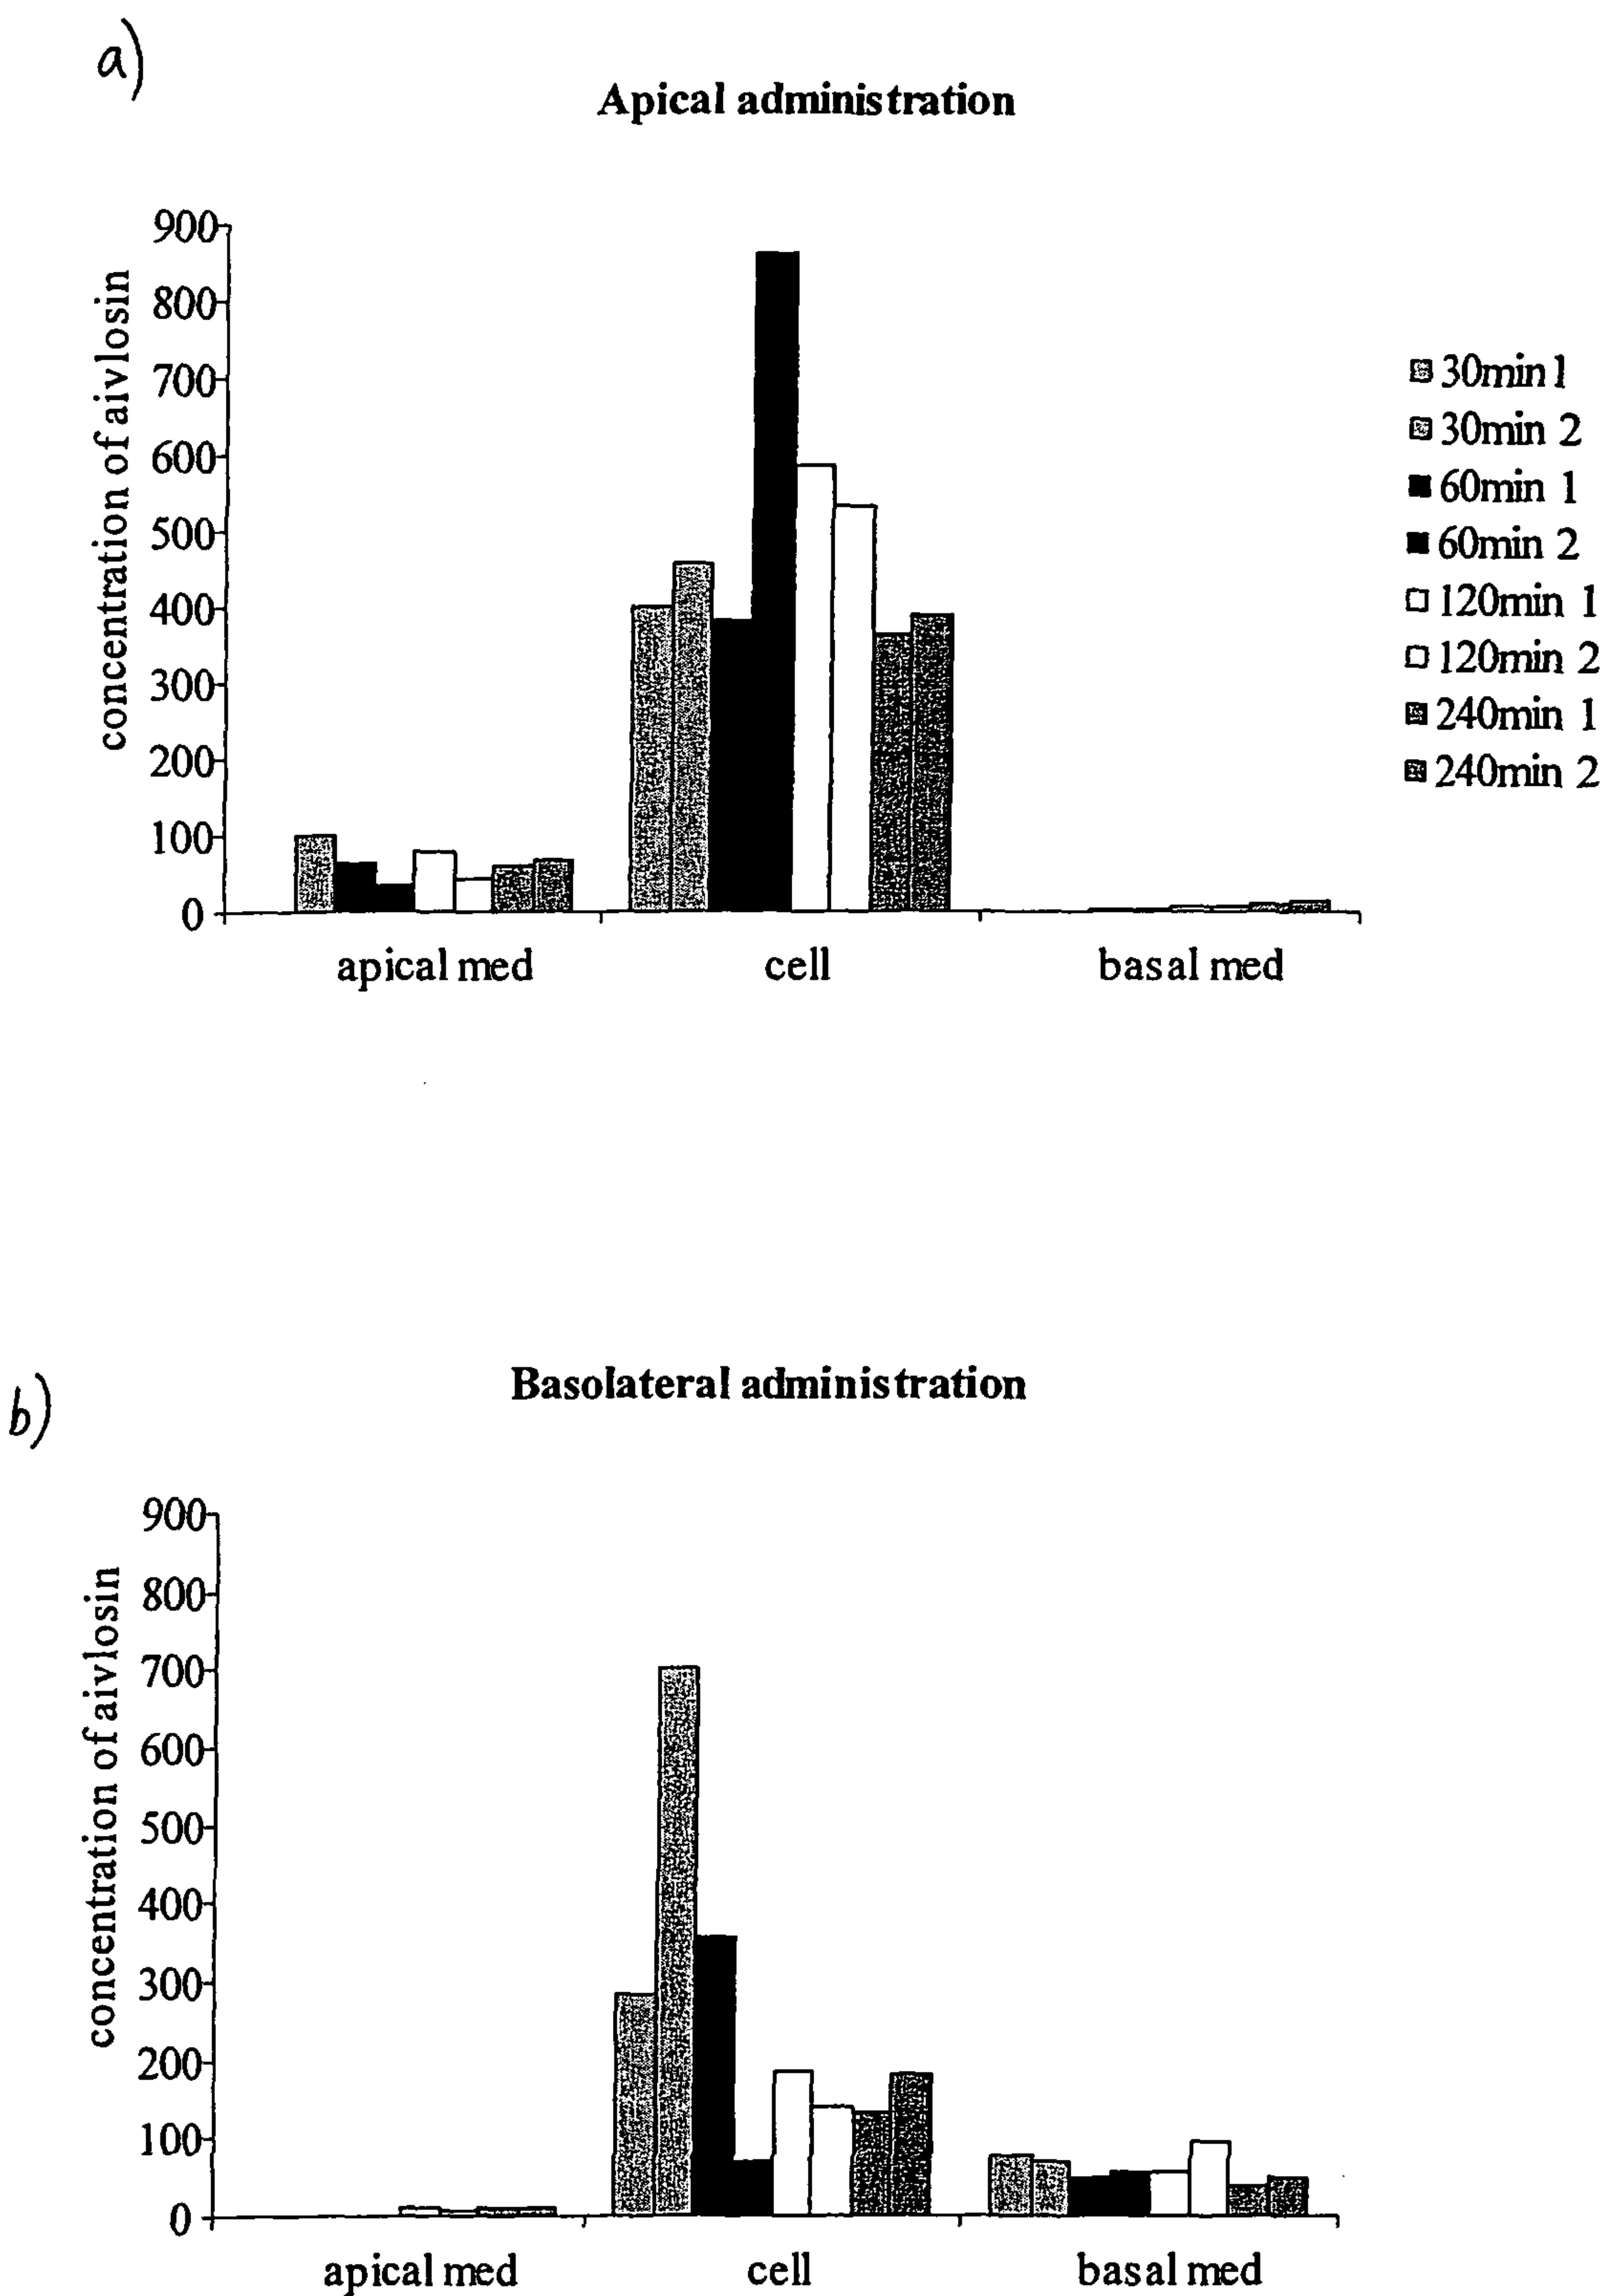 a)
Apical administration
900
800
700
600
500
400
300
200
100
0
concentration of aivlosin
apical med
cell
basal med
30min 1
30min 2
60min 1
60min 2
120min 1
120min 2
240min 1
240min 2
b)
Basolateral administration
900
800
700
600
500
400
300
200
100
0
concentration of aivlosin
apical med
cell
basal med